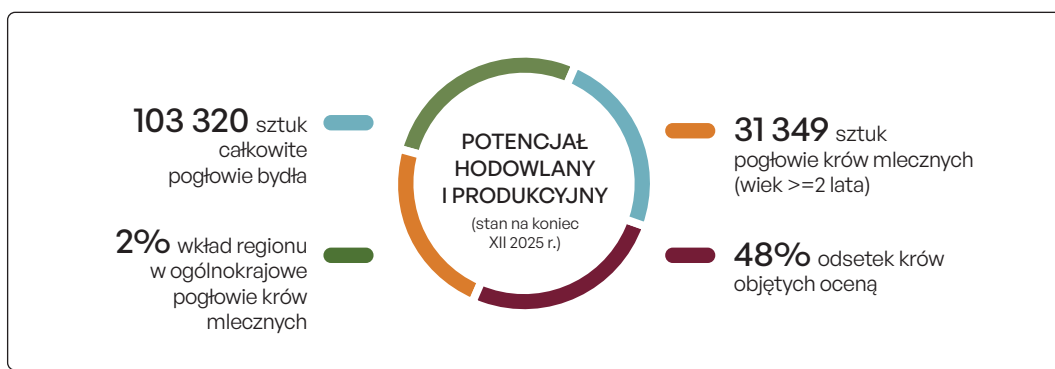 103 320 sztuk
całkowite
pogłowie bydła
2% wkład regionu
w ogólnokrajowe
pogłowie krów
mlecznych
POTENCJAŁ
HODOWLANY
I PRODUKCYJNY
(stan na koniec
XII 2025 r.)
31 349 sztuk
pogłowie krów mlecznych
(wiek >=2 lata)
48% odsetek krów
objętych oceną